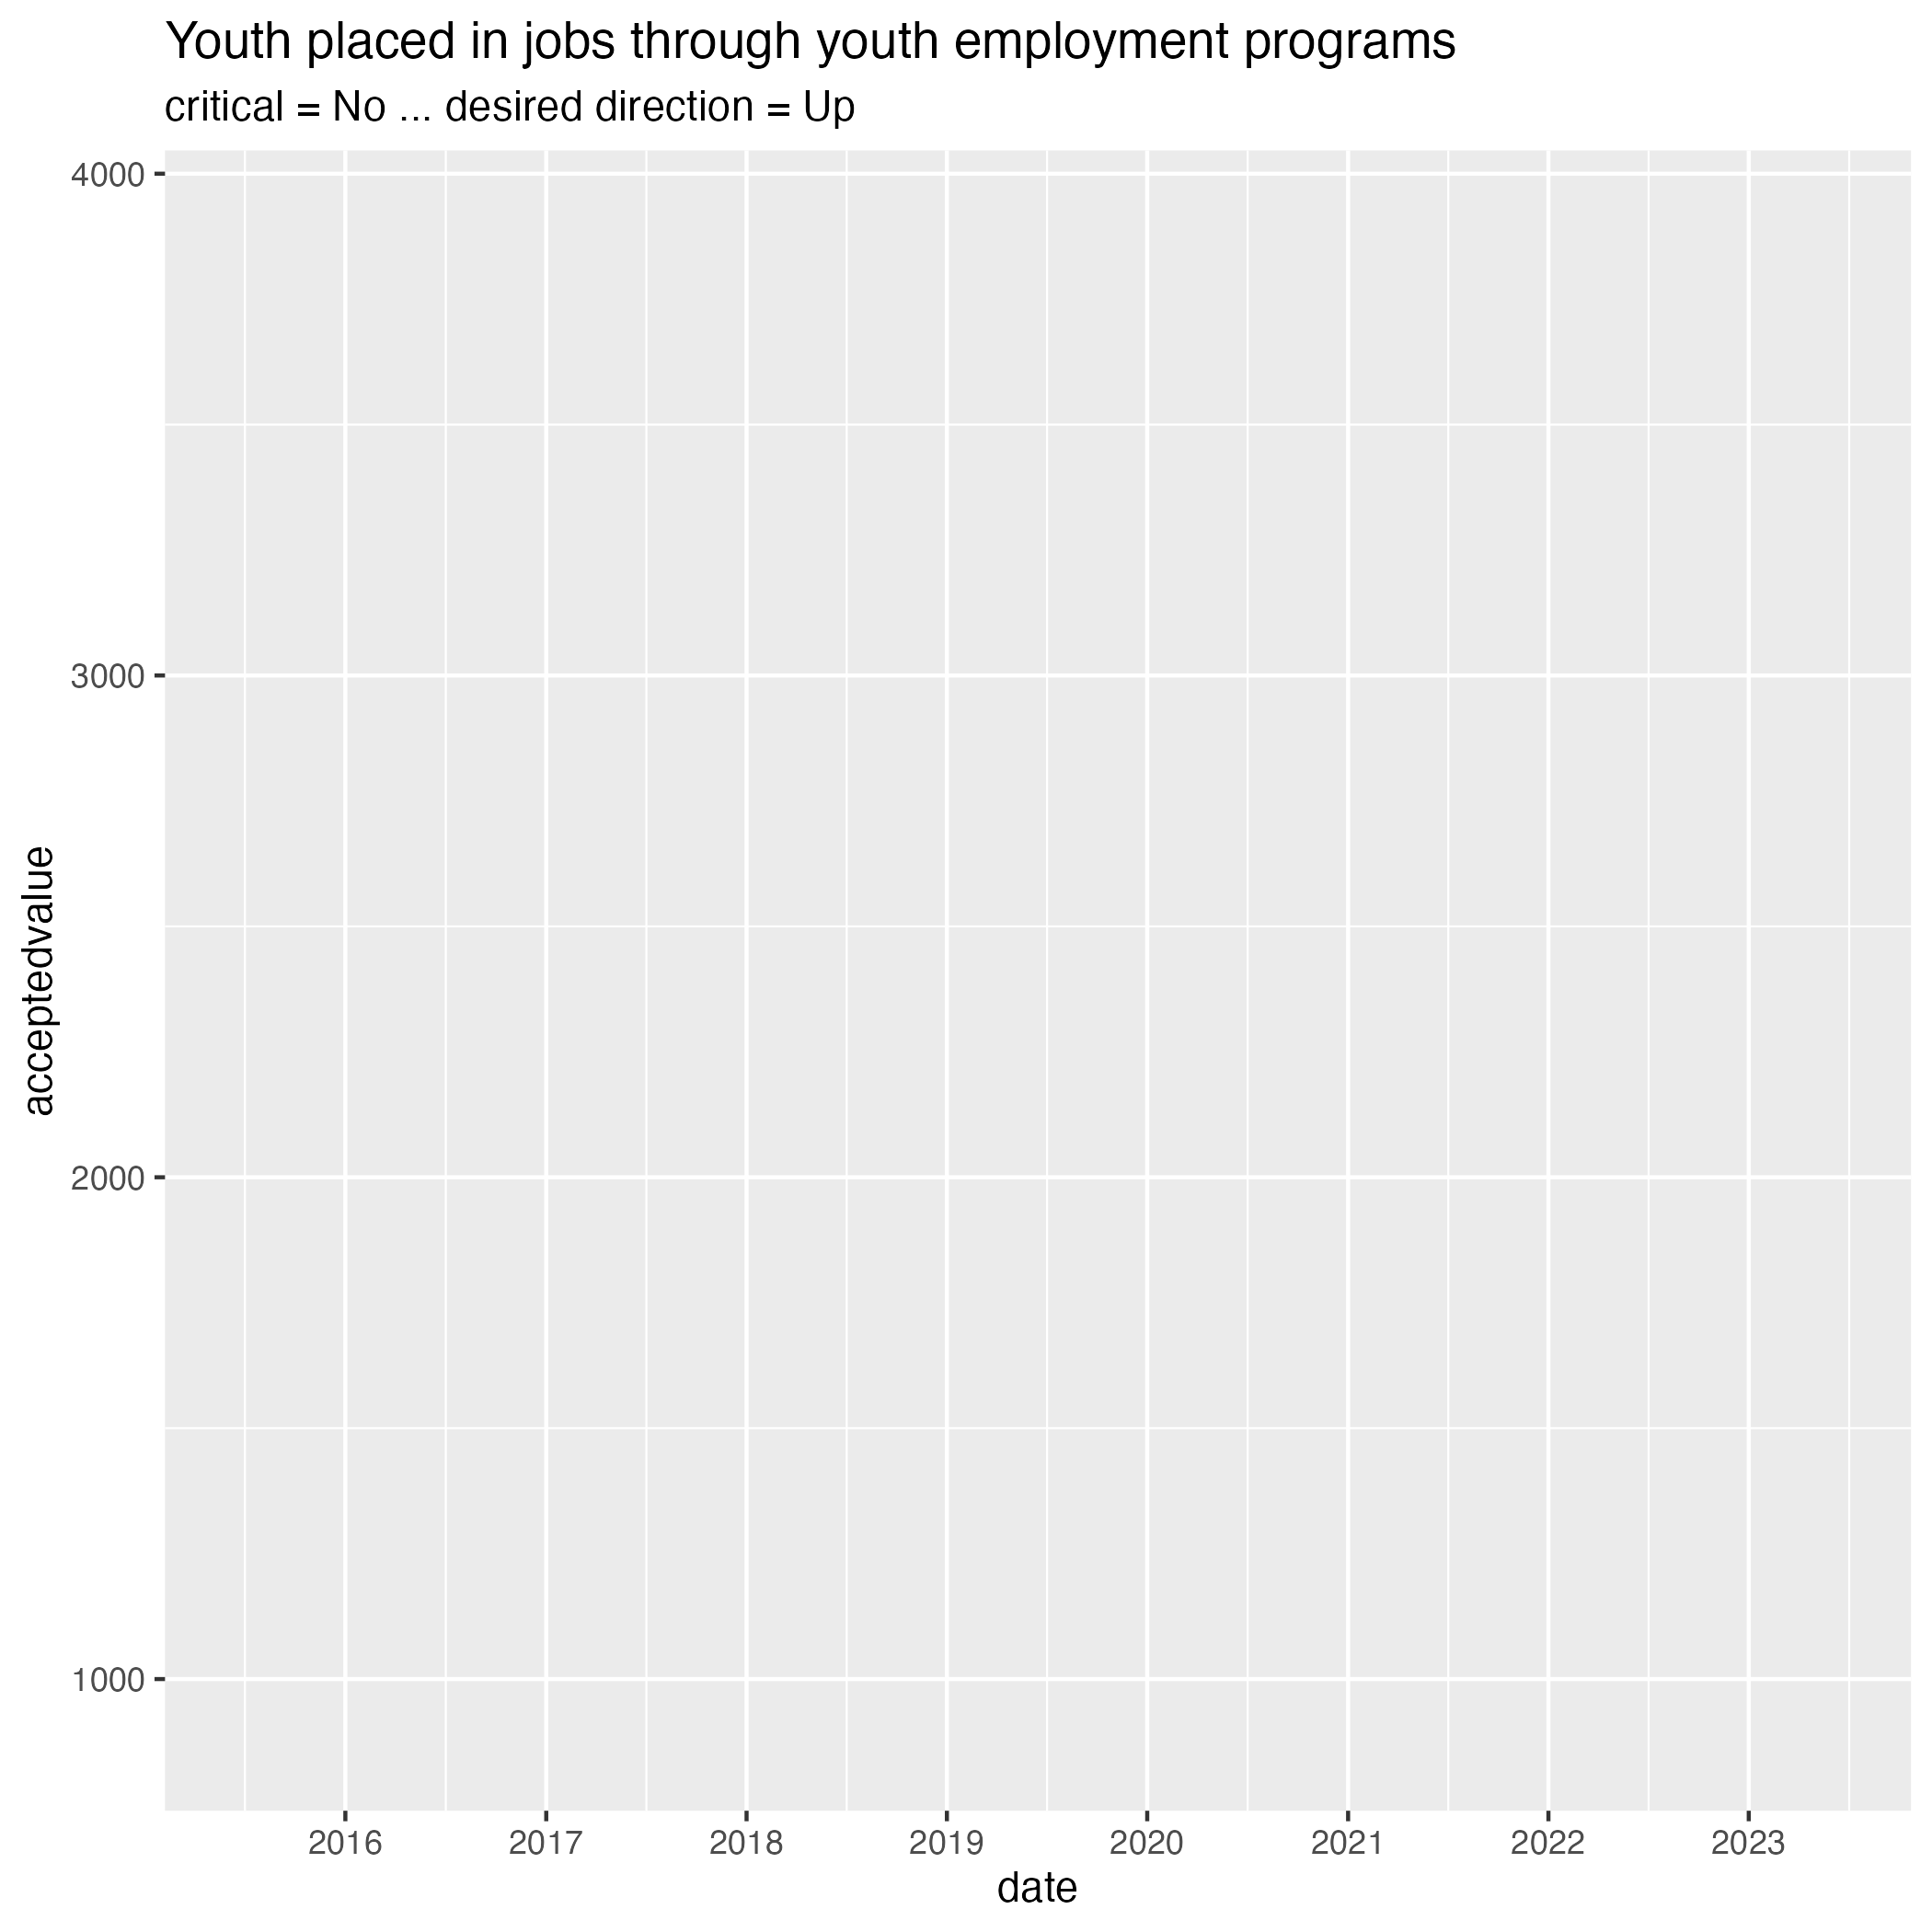 Youth placed in jobs through youth employment programs
critical = No ... desired direction = Up
4000
3000
2000
1000
acceptedvalue
2016 2017 2018 2019 2020 2021 2022 2023
date